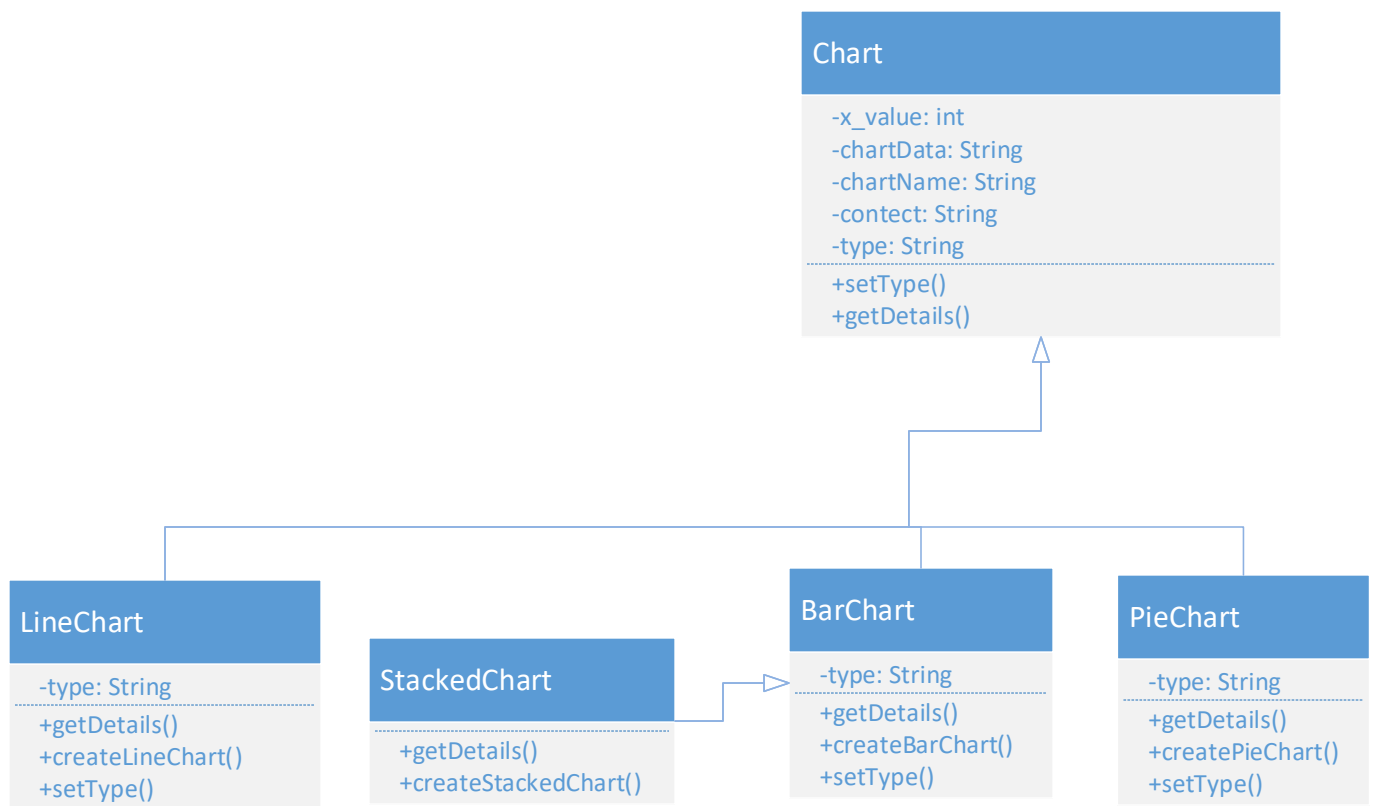 Chart
-x_value: int
-chartData: String
-chartName: String
-contect: String
-type: String
+setType()
+getDetails()
LineChart
-type: String
+getDetails()
+createLineChart()
+setType()
StackedChart
+getDetails()
+createStackedChart()
BarChart
-type: String
+getDetails()
+createBarChart()
+setType()
PieChart
-type: String
+getDetails()
+createPieChart()
+setType()